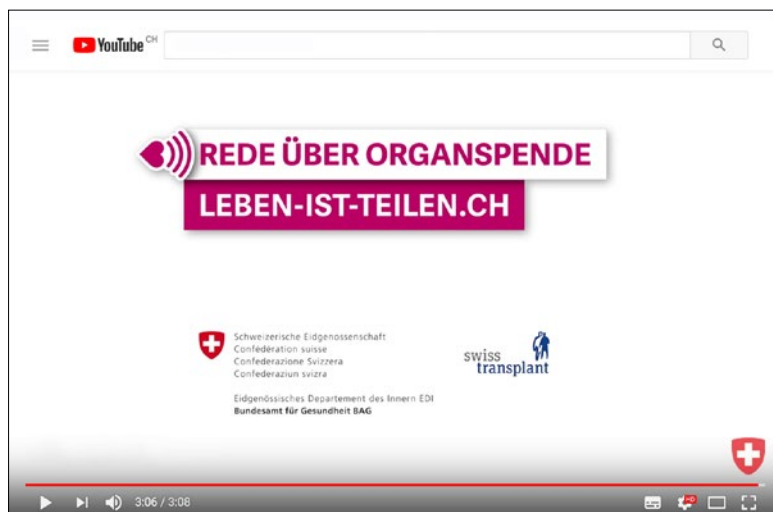 YouTube CH
REDE ÜBER ORGANSPENDE
LEBEN-IST-TEILEN.CH
Schweizerische Eidgenossenschaft
Confédération suisse
Confederazione Svizzera
Confederaziun svizra
swiss
transplant
Eidgenössisches Departement des Innern EDI
Bundesamt für Gesundheit BAG
3:06 / 3:08
HD